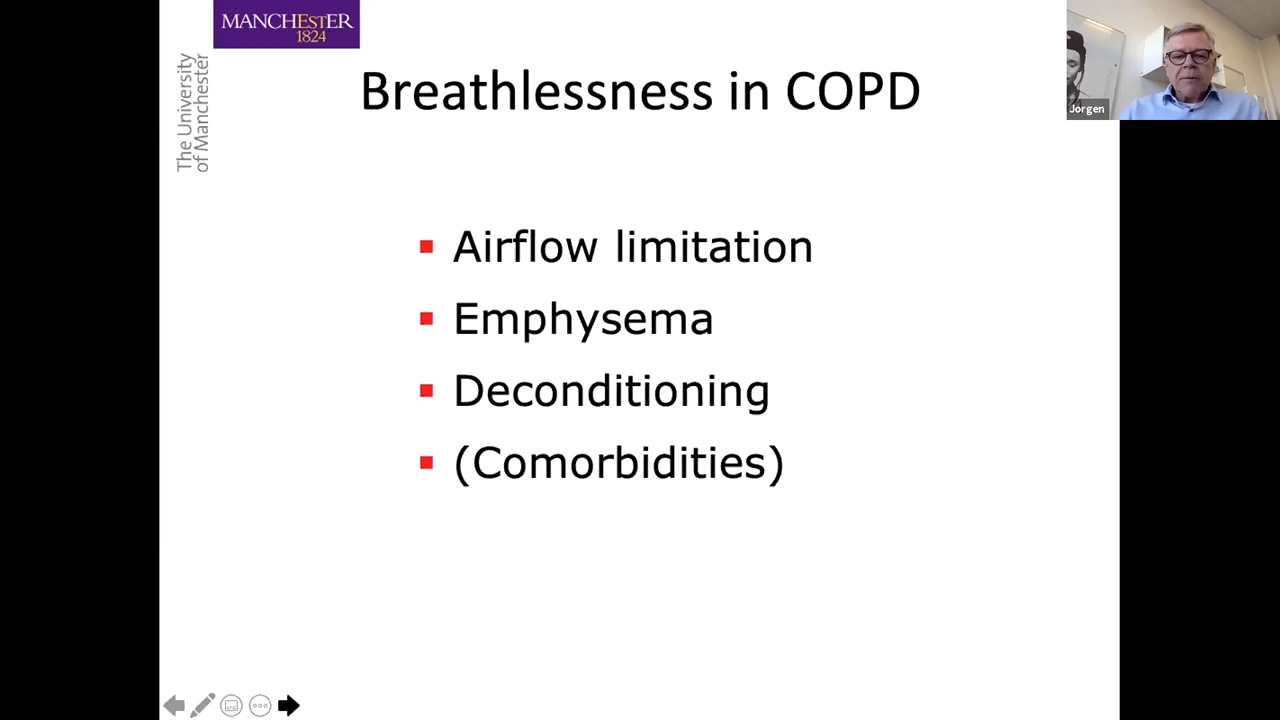 MANCHESTER
1824
The University
of Manchester
Breathlessness in COPD
Jorgen
Airflow limitation
Emphysema
Deconditioning
(Comorbidities)